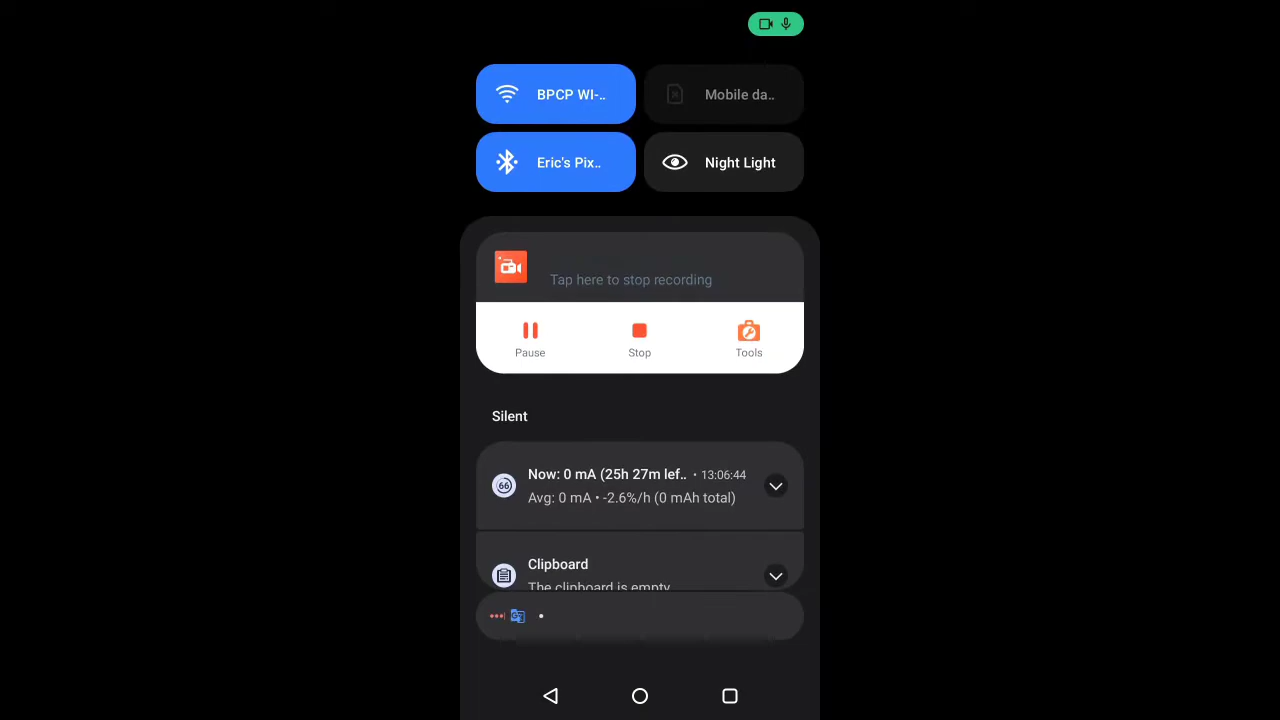 BPCP WI-..
Mobile da..
Eric's Pix..
Night Light
Tap here to stop recording
Pause
Stop
Tools
Silent
Now: 0 mA (25h 27m lef.. • 13:06:44
66
Avg: 0 mA • -2.6%/h (0 mAh total)
Clipboard
The clipboard is empty